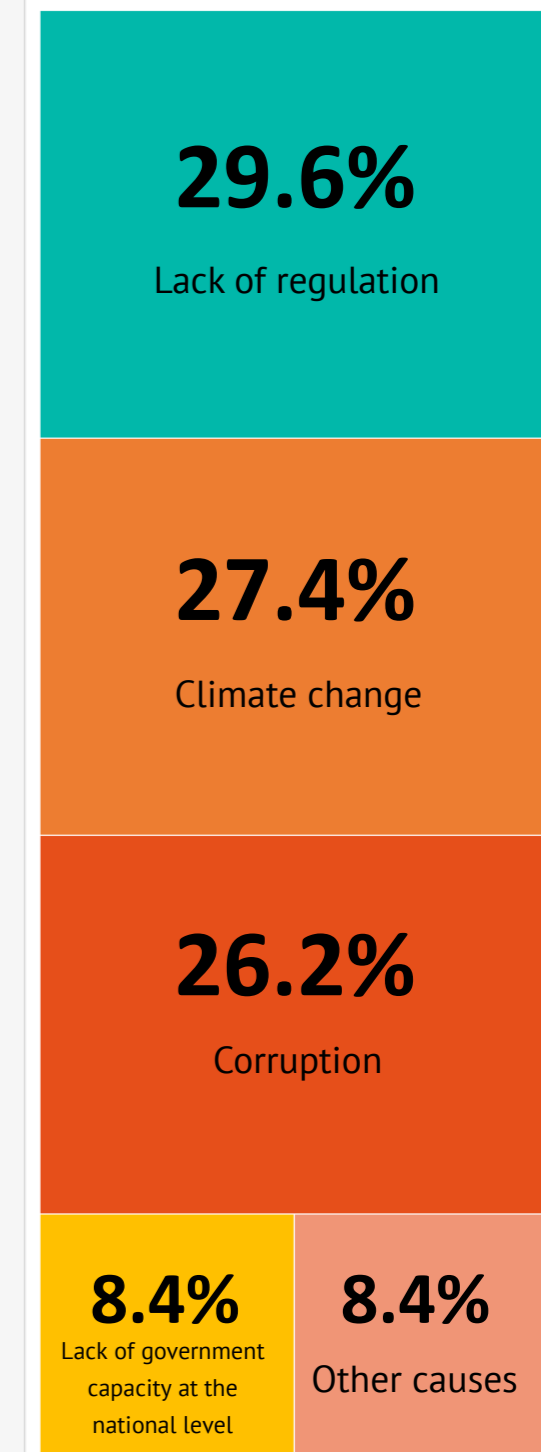 29.6%
Lack of regulation
27.4%
Climate change
26.2%
Corruption
8.4%
Lack of government
capacity at the
national level
8.4%
Other causes